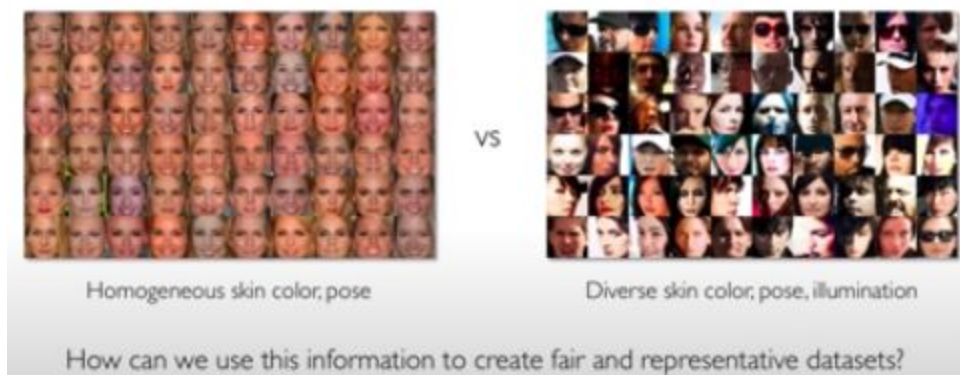 VS
Homogeneous skin color, pose
Diverse skin color, pose, illumination
How can we use this information to create fair and representative datasets?